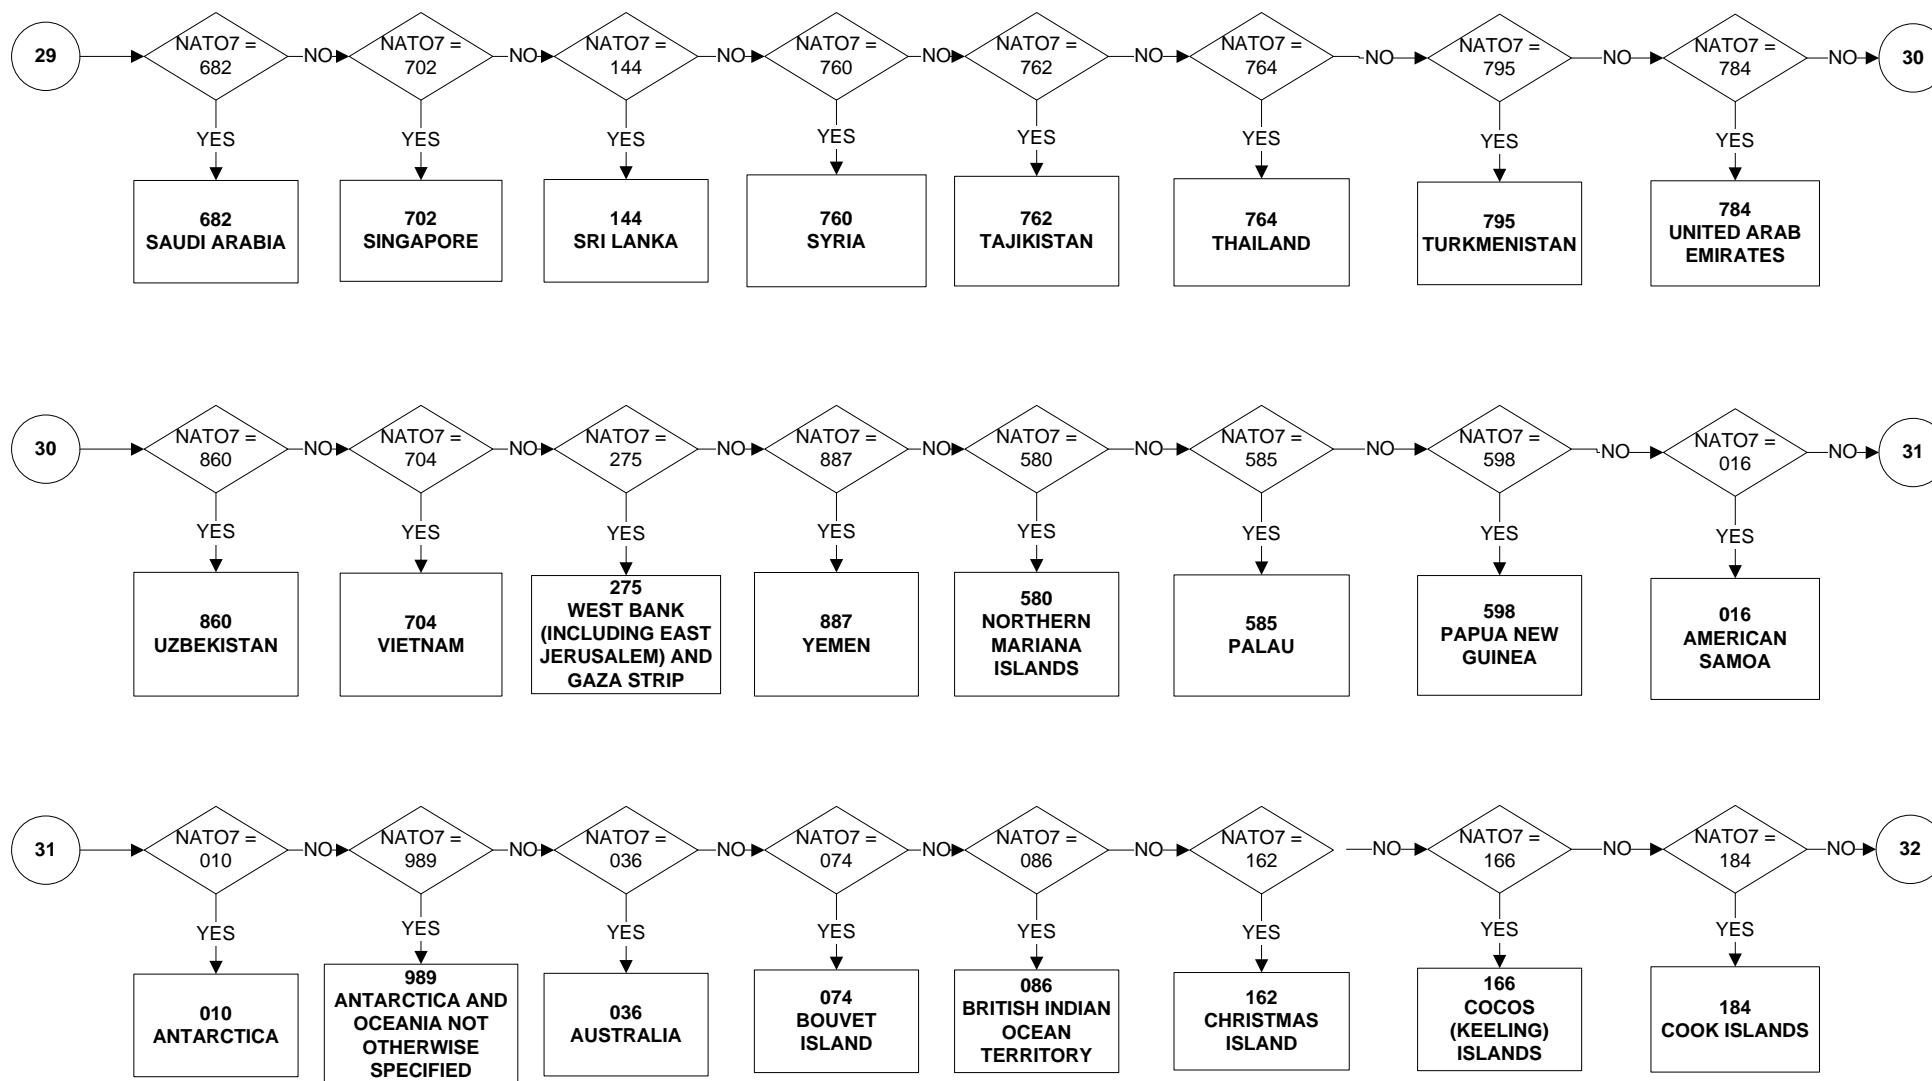 29
NATO7 =
682
NO
NATO7 =
702
NO
NATO7 =
144
NO
NATO7 =
760
NO
NATO7 =
762
NO
NATO7 =
764
NO
NATO7 =
795
NO
NATO7 =
784
NO
30
YES
YES
YES
YES
YES
YES
YES
YES
682
SAUDI ARABIA
702
SINGAPORE
144
SRI LANKA
760
SYRIA
762
TAJIKISTAN
764
THAILAND
795
TURKMENISTAN
784
UNITED ARAB
EMIRATES
30
NATO7 =
860
NO
NATO7 =
704
NO
NATO7 =
275
NO
NATO7 =
887
NO
NATO7 =
580
NO
NATO7 =
585
NO
NATO7 =
598
NO
NATO7 =
016
NO
31
YES
YES
YES
YES
YES
YES
YES
YES
860
UZBEKISTAN
704
VIETNAM
275
WEST BANK
(INCLUDING EAST
JERUSALEM) AND
GAZA STRIP
887
YEMEN
580
NORTHERN
MARIANA
ISLANDS
585
PALAU
598
PAPUA NEW
GUINEA
016
AMERICAN
SAMOA
31
NATO7 =
010
NO
NATO7 =
989
NO
NATO7 =
036
NO
NATO7 =
074
NO
NATO7 =
086
NO
NATO7 =
162
NO
NATO7 =
166
NO
NATO7 =
184
NO
32
YES
YES
YES
YES
YES
YES
YES
YES
010
ANTARCTICA
989
ANTARCTICA AND
OCEANIA NOT
OTHERWISE
SPECIFIED
036
AUSTRALIA
074
BOUVET
ISLAND
086
BRITISH INDIAN
OCEAN
TERRITORY
162
CHRISTMAS
ISLAND
166
COCOS
(KEELING)
ISLANDS
184
COOK ISLANDS